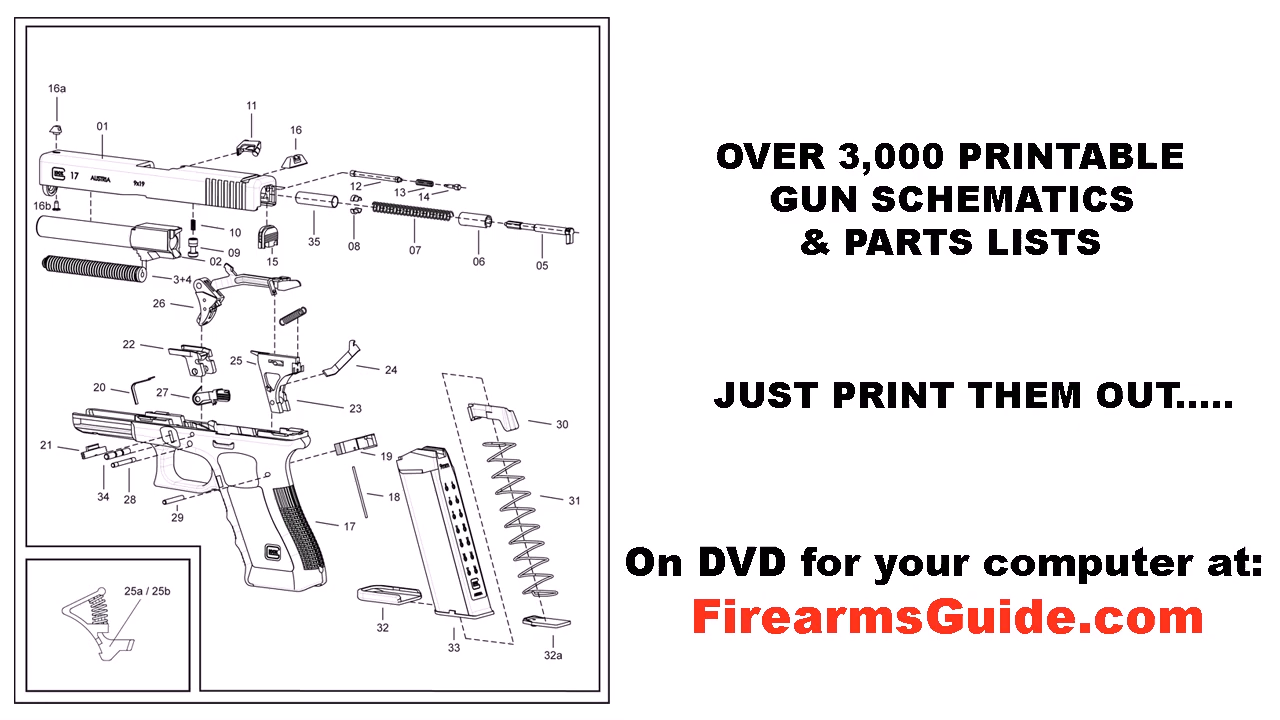 16a
01
11
16
17
AUSTRIA
9x19
12
13
14
16b
10
09
02
15
35
08
07
06
05
3+4
26
22
25
24
20
27
23
21
30
19
34
28
18
31
29
17
25a / 25b
32
33
32a
OVER 3,000 PRINTABLE
GUN SCHEMATICS
& PARTS LISTS
JUST PRINT THEM OUT.....
On DVD for your computer at:
FirearmsGuide.com